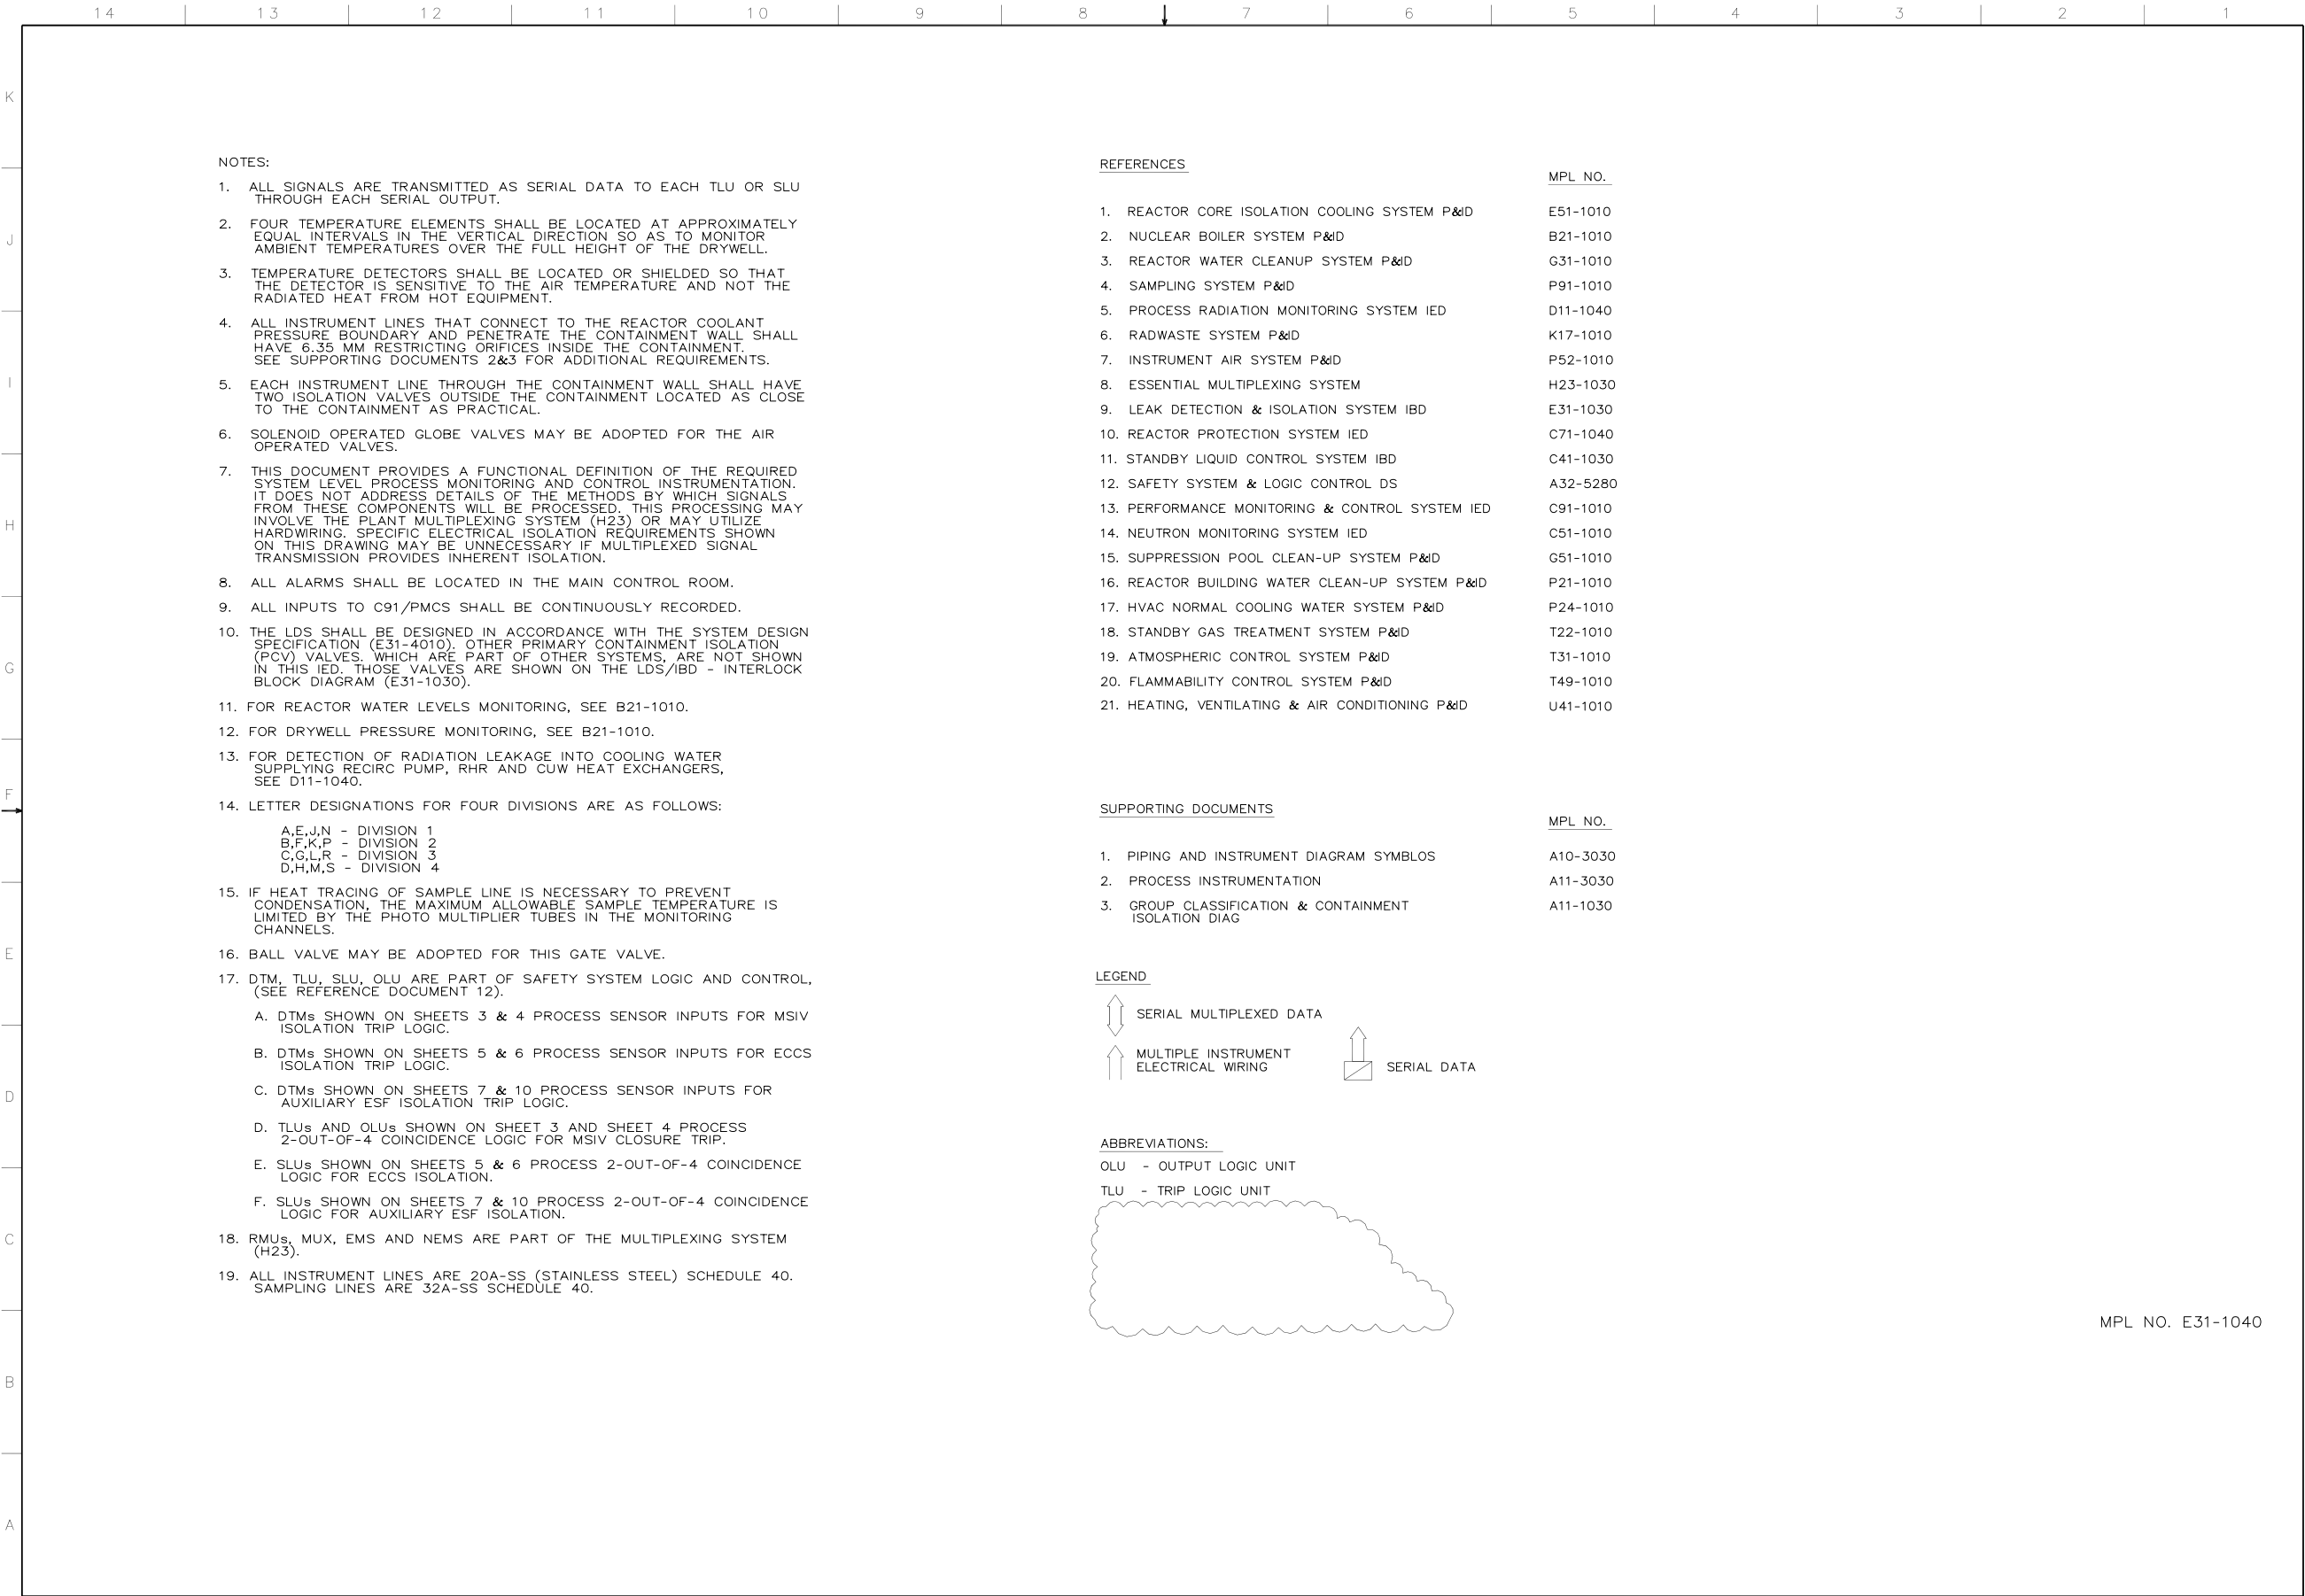 14 13 12 11 10 9 8 7 6 5 4 3 2 1
K
J
I
H
G
F
E
D
C
B
A
NOTES:
1. ALL SIGNALS ARE TRANSMITTED AS SERIAL DATA TO EACH TLU OR SLU
THROUGH EACH SERIAL OUTPUT.
2. FOUR TEMPERATURE ELEMENTS SHALL BE LOCATED AT APPROXIMATELY
EQUAL INTERVALS IN THE VERTICAL DIRECTION SO AS TO MONITOR
AMBIENT TEMPERATURES OVER THE FULL HEIGHT OF THE DRYWELL.
3. TEMPERATURE DETECTORS SHALL BE LOCATED OR SHIELDED SO THAT
THE DETECTOR IS SENSITIVE TO THE AIR TEMPERATURE AND NOT THE
RADIATED HEAT FROM HOT EQUIPMENT.
4. ALL INSTRUMENT LINES THAT CONNECT TO THE REACTOR COOLANT
PRESSURE BOUNDARY AND PENETRATE THE CONTAINMENT WALL SHALL
HAVE 6.35 MM RESTRICTING ORIFICES INSIDE THE CONTAINMENT.
SEE SUPPORTING DOCUMENTS 2&3 FOR ADDITIONAL REQUIREMENTS.
5. EACH INSTRUMENT LINE THROUGH THE CONTAINMENT WALL SHALL HAVE
TWO ISOLATION VALVES OUTSIDE THE CONTAINMENT LOCATED AS CLOSE
TO THE CONTAINMENT AS PRACTICAL.
6. SOLENOID OPERATED GLOBE VALVES MAY BE ADOPTED FOR THE AIR
OPERATED VALVES.
7. THIS DOCUMENT PROVIDES A FUNCTIONAL DEFINITION OF THE REQUIRED
SYSTEM LEVEL PROCESS MONITORING AND CONTROL INSTRUMENTATION.
IT DOES NOT ADDRESS DETAILS OF THE METHODS BY WHICH SIGNALS
FROM THESE COMPONENTS WILL BE PROCESSED. THIS PROCESSING MAY
INVOLVE THE PLANT MULTIPLEXING SYSTEM (H23) OR MAY UTILIZE
HARDWIRING. SPECIFIC ELECTRICAL ISOLATION REQUIREMENTS SHOWN
ON THIS DRAWING MAY BE UNNECESSARY IF MULTIPLEXED SIGNAL
TRANSMISSION PROVIDES INHERENT ISOLATION.
8. ALL ALARMS SHALL BE LOCATED IN THE MAIN CONTROL ROOM.
9. ALL INPUTS TO C91/PMCS SHALL BE CONTINUOUSLY RECORDED.
10. THE LDS SHALL BE DESIGNED IN ACCORDANCE WITH THE SYSTEM DESIGN
SPECIFICATION (E31-4010). OTHER PRIMARY CONTAINMENT ISOLATION
(PCV) VALVES. WHICH ARE PART OF OTHER SYSTEMS, ARE NOT SHOWN
IN THIS IED. THOSE VALVES ARE SHOWN ON THE LDS/IBD - INTERLOCK
BLOCK DIAGRAM (E31-1030).
11. FOR REACTOR WATER LEVELS MONITORING, SEE B21-1010.
12. FOR DRYWELL PRESSURE MONITORING, SEE B21-1010.
13. FOR DETECTION OF RADIATION LEAKAGE INTO COOLING WATER
SUPPLYING RECIRC PUMP, RHR AND CUW HEAT EXCHANGERS,
SEE D11-1040.
14. LETTER DESIGNATIONS FOR FOUR DIVISIONS ARE AS FOLLOWS:
A,E,J,N - DIVISION 1
B,F,K,P - DIVISION 2
C,G,L,R - DIVISION 3
D,H,M,S - DIVISION 4
15. IF HEAT TRACING OF SAMPLE LINE IS NECESSARY TO PREVENT
CONDENSATION, THE MAXIMUM ALLOWABLE SAMPLE TEMPERATURE IS
LIMITED BY THE PHOTO MULTIPLIER TUBES IN THE MONITORING
CHANNELS.
16. BALL VALVE MAY BE ADOPTED FOR THIS GATE VALVE.
17. DTM, TLU, SLU, OLU ARE PART OF SAFETY SYSTEM LOGIC AND CONTROL,
(SEE REFERENCE DOCUMENT 12).
A. DTMs SHOWN ON SHEETS 3 & 4 PROCESS SENSOR INPUTS FOR MSIV
ISOLATION TRIP LOGIC.
B. DTMs SHOWN ON SHEETS 5 & 6 PROCESS SENSOR INPUTS FOR ECCS
ISOLATION TRIP LOGIC.
C. DTMs SHOWN ON SHEETS 7 & 10 PROCESS SENSOR INPUTS FOR
AUXILIARY ESF ISOLATION TRIP LOGIC.
D. TLUs AND OLUs SHOWN ON SHEET 3 AND SHEET 4 PROCESS
2-OUT-OF-4 COINCIDENCE LOGIC FOR MSIV CLOSURE TRIP.
E. SLUs SHOWN ON SHEETS 5 & 6 PROCESS 2-OUT-OF-4 COINCIDENCE
LOGIC FOR ECCS ISOLATION.
F. SLUs SHOWN ON SHEETS 7 & 10 PROCESS 2-OUT-OF-4 COINCIDENCE
LOGIC FOR AUXILIARY ESF ISOLATION.
18. RMUs, MUX, EMS AND NEMS ARE PART OF THE MULTIPLEXING SYSTEM
(H23).
19. ALL INSTRUMENT LINES ARE 20A-SS (STAINLESS STEEL) SCHEDULE 40.
SAMPLING LINES ARE 32A-SS SCHEDULE 40.
REFERENCES
MPL NO.
1. REACTOR CORE ISOLATION COOLING SYSTEM P&ID E51-1010
2. NUCLEAR BOILER SYSTEM P&ID B21-1010
3. REACTOR WATER CLEANUP SYSTEM P&ID G31-1010
4. SAMPLING SYSTEM P&ID P91-1010
5. PROCESS RADIATION MONITORING SYSTEM IED D11-1040
6. RADWASTE SYSTEM P&ID K17-1010
7. INSTRUMENT AIR SYSTEM P&ID P52-1010
8. ESSENTIAL MULTIPLEXING SYSTEM H23-1030
9. LEAK DETECTION & ISOLATION SYSTEM IBD E31-1030
10. REACTOR PROTECTION SYSTEM IED C71-1040
11. STANDBY LIQUID CONTROL SYSTEM IBD C41-1030
12. SAFETY SYSTEM & LOGIC CONTROL DS A32-5280
13. PERFORMANCE MONITORING & CONTROL SYSTEM IED C91-1010
14. NEUTRON MONITORING SYSTEM IED C51-1010
15. SUPPRESSION POOL CLEAN-UP SYSTEM P&ID G51-1010
16. REACTOR BUILDING WATER CLEAN-UP SYSTEM P&ID P21-1010
17. HVAC NORMAL COOLING WATER SYSTEM P&ID P24-1010
18. STANDBY GAS TREATMENT SYSTEM P&ID T22-1010
19. ATMOSPHERIC CONTROL SYSTEM P&ID T31-1010
20. FLAMMABILITY CONTROL SYSTEM P&ID T49-1010
21. HEATING, VENTILATING & AIR CONDITIONING P&ID U41-1010
SUPPORTING DOCUMENTS
MPL NO.
1. PIPING AND INSTRUMENT DIAGRAM SYMBLOS A10-3030
2. PROCESS INSTRUMENTATION A11-3030
3. GROUP CLASSIFICATION & CONTAINMENT A11-1030
ISOLATION DIAG
LEGEND
SERIAL MULTIPLEXED DATA
MULTIPLE INSTRUMENT
ELECTRICAL WIRING
SERIAL DATA
ABBREVIATIONS:
OLU - OUTPUT LOGIC UNIT
TLU - TRIP LOGIC UNIT
MPL NO. E31-1040